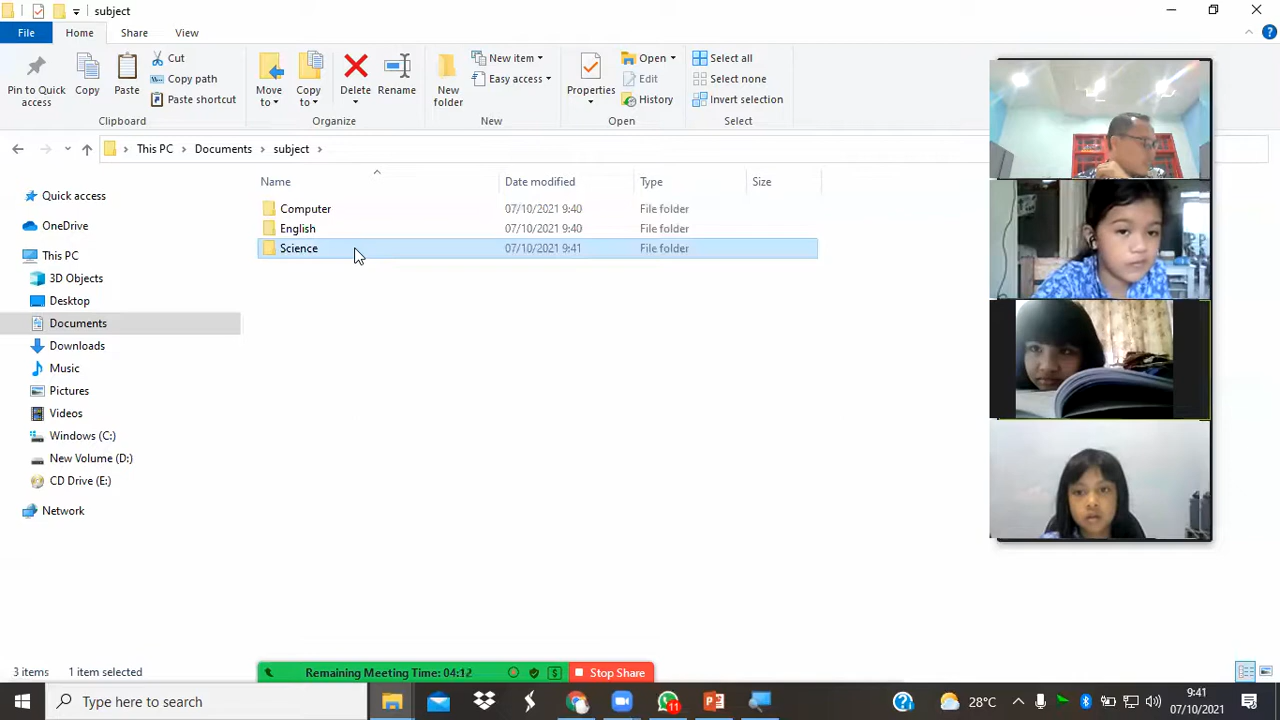 subject
File Home Share View
Pin to Quick access
Copy
Paste
Cut
Copy path
Paste shortcut
Clipboard
Move to
Copy to
Delete
Rename
Organize
New folder
New item
Easy access
New
Properties
Open
Edit
History
Open
Select all
Select none
Invert selection
Select
This PC Documents subject
Name Date modified Type Size
Computer 07/10/2021 9:40 File folder
English 07/10/2021 9:40 File folder
Science 07/10/2021 9:41 File folder
Quick access
OneDrive
This PC
3D Objects
Desktop
Documents
Downloads
Music
Pictures
Videos
Windows (C:)
New Volume (D:)
CD Drive (E:)
Network
3 items 1 item selected
Remaining Meeting Time: 04:12 Stop Share
Type here to search
11
28°C
9:41
07/10/2021